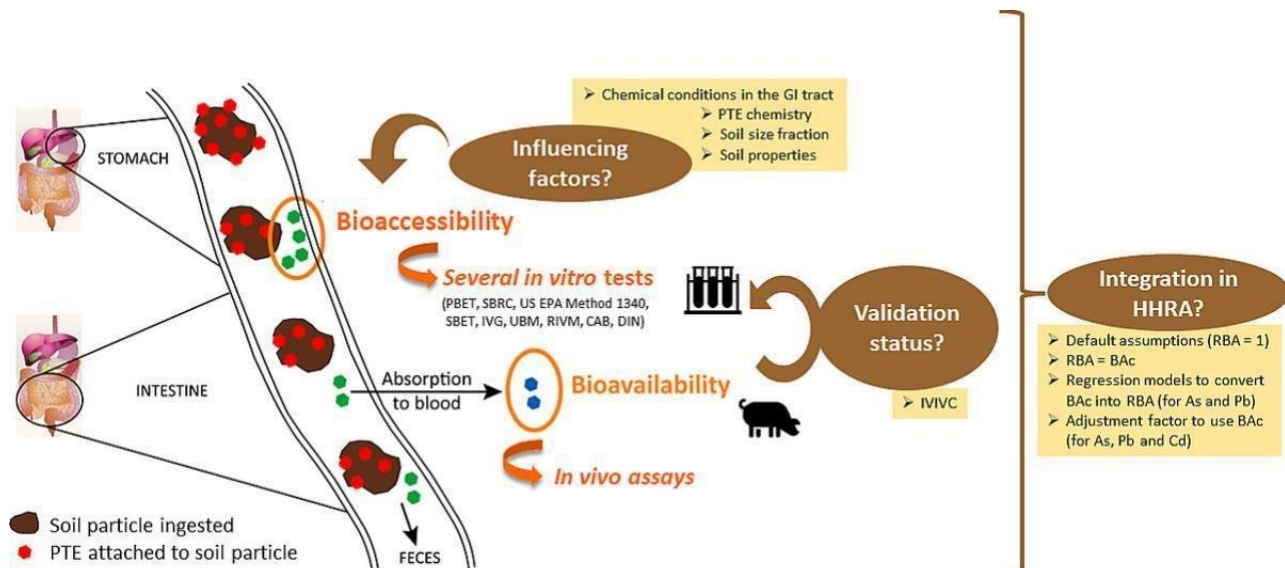 ➢ Chemical conditions in the GI tract
➢ PTE chemistry
➢ Soil size fraction
➢ Soil properties
Influencing
factors?
STOMACH
Bioaccessibility
Several in vitro tests
(PBET, SBRC, US EPA Method 1340,
SBET, IVG, UBM, RIVM, CAB, DIN)
Validation
status?
➢ IVIVC
Integration in
HHRA?
➢ Default assumptions (RBA = 1)
➢ RBA = BAc
➢ Regression models to convert
BAc into RBA (for As and Pb)
➢ Adjustment factor to use BAc
(for As, Pb and Cd)
INTESTINE
Absorption
to blood
Bioavailability
In vivo assays
FECES
Soil particle ingested
PTE attached to soil particle